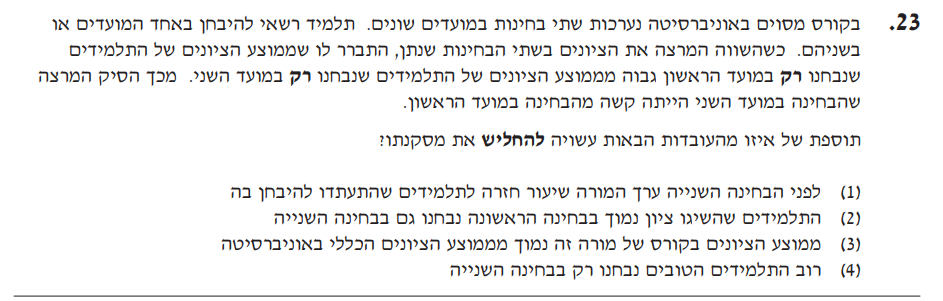 23. בקורס מסוים באוניברסיטה נערכות שתי בחינות במועדים שונים. תלמיד רשאי להיבחן באחד המועדים או
בשניהם. כשהשווה המרצה את הציונים בשתי הבחינות שנתן, התברר לו שממוצע הציונים של התלמידים
שנבחנו רק במועד הראשון גבוה מממוצע הציונים של התלמידים שנבחנו רק במועד השני. מכך הסיק המרצה
שהבחינה במועד השני הייתה קשה מהבחינה במועד הראשון.
תוספת של איזו מהעובדות הבאות עשויה להחליש את מסקנתו?
(1) לפני הבחינה השנייה ערך המורה שיעור חזרה לתלמידים שהתעתדו להיבחן בה
(2) התלמידים שהשיגו ציון נמוך בבחינה הראשונה נבחנו גם בבחינה השנייה
(3) ממוצע הציונים בקורס של מורה זה נמוך מממוצע הציונים הכללי באוניברסיטה
(4) רוב התלמידים הטובים נבחנו רק בבחינה השנייה